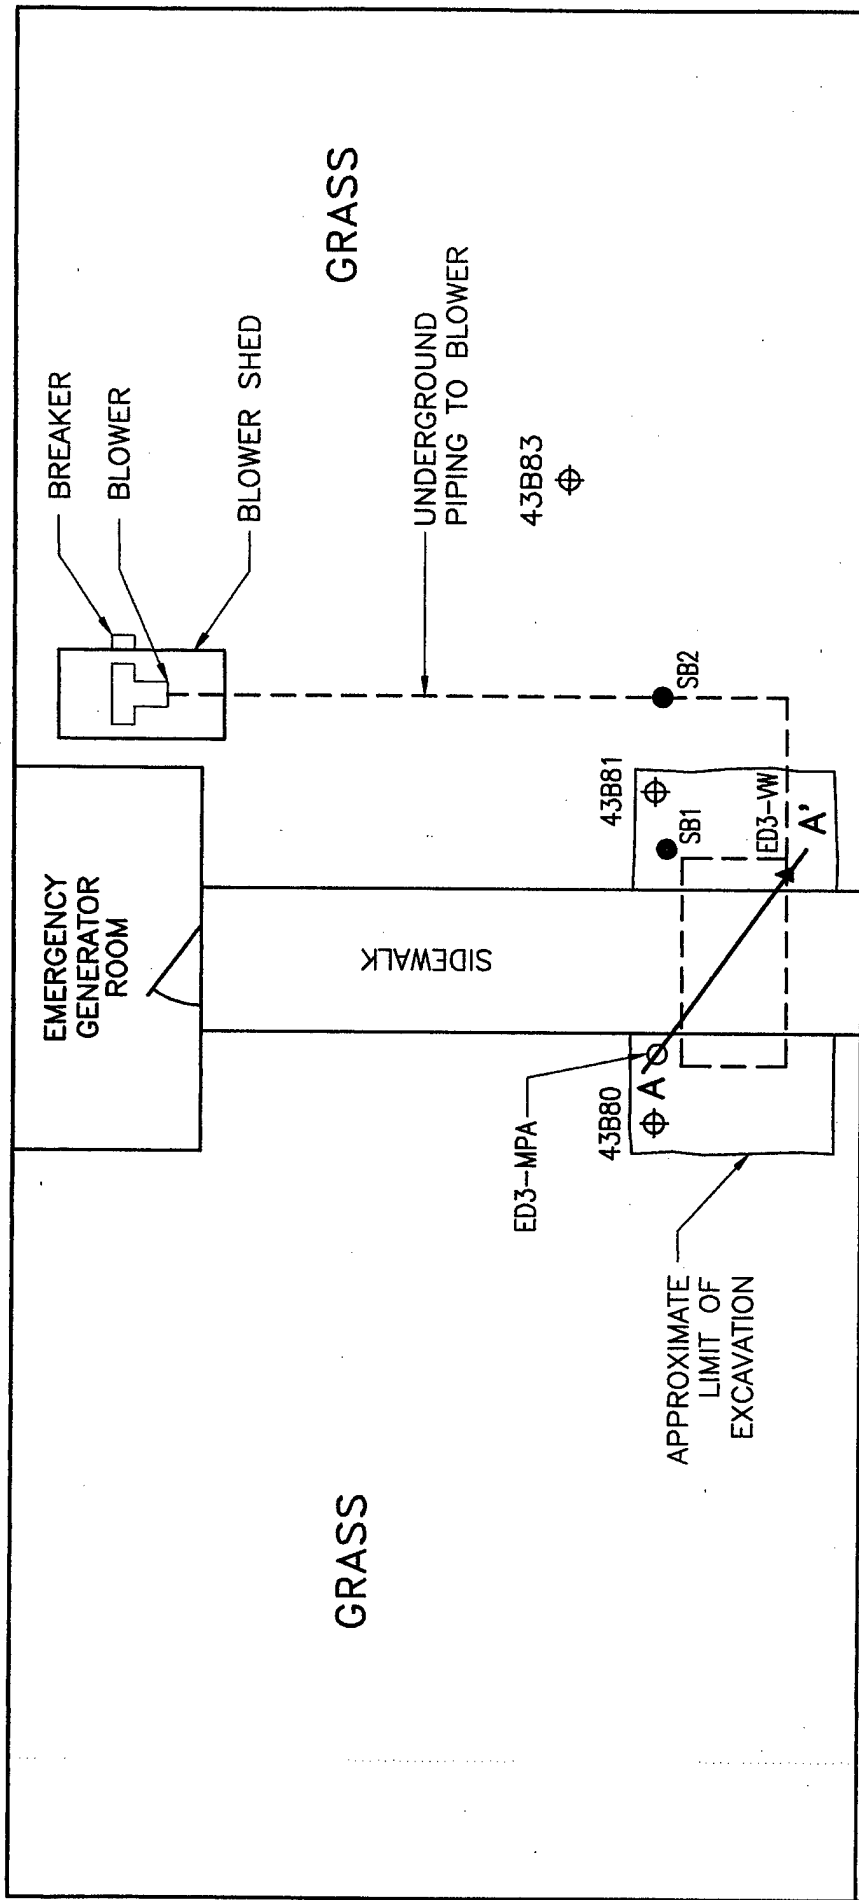 GRASS
BREAKER
BLOWER
BLOWER SHED
UNDERGROUND
PIPING TO BLOWER
43B83
EMERGENCY
GENERATOR
ROOM
SIDEWALK
SB2
43B81
SB1
ED3-VW
A'
ED3-MPA
43B80
A
APPROXIMATE
LIMIT OF
EXCAVATION
GRASS